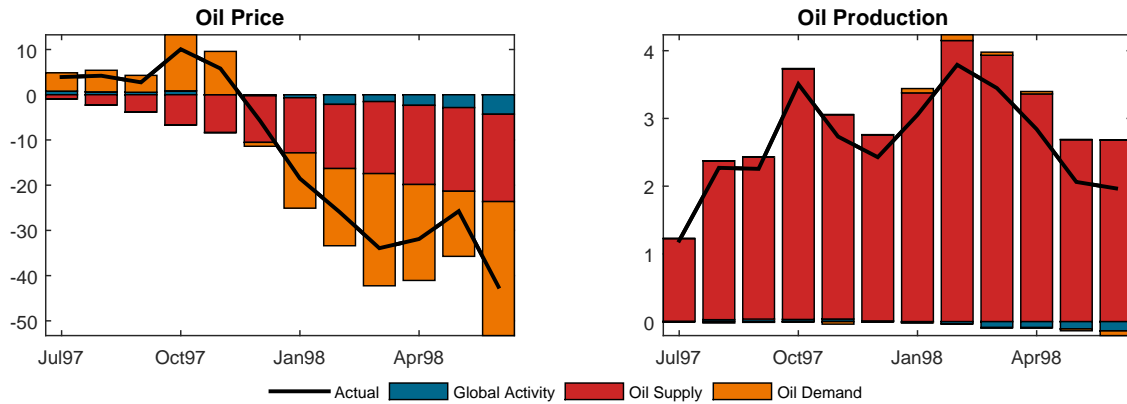 Oil Price
10
0
-10
-20
-30
-40
-50
Jul97 Oct97 Jan98 Apr98
Oil Production
4
3
2
1
0
Jul97 Oct97 Jan98 Apr98
Actual Global Activity Oil Supply Oil Demand